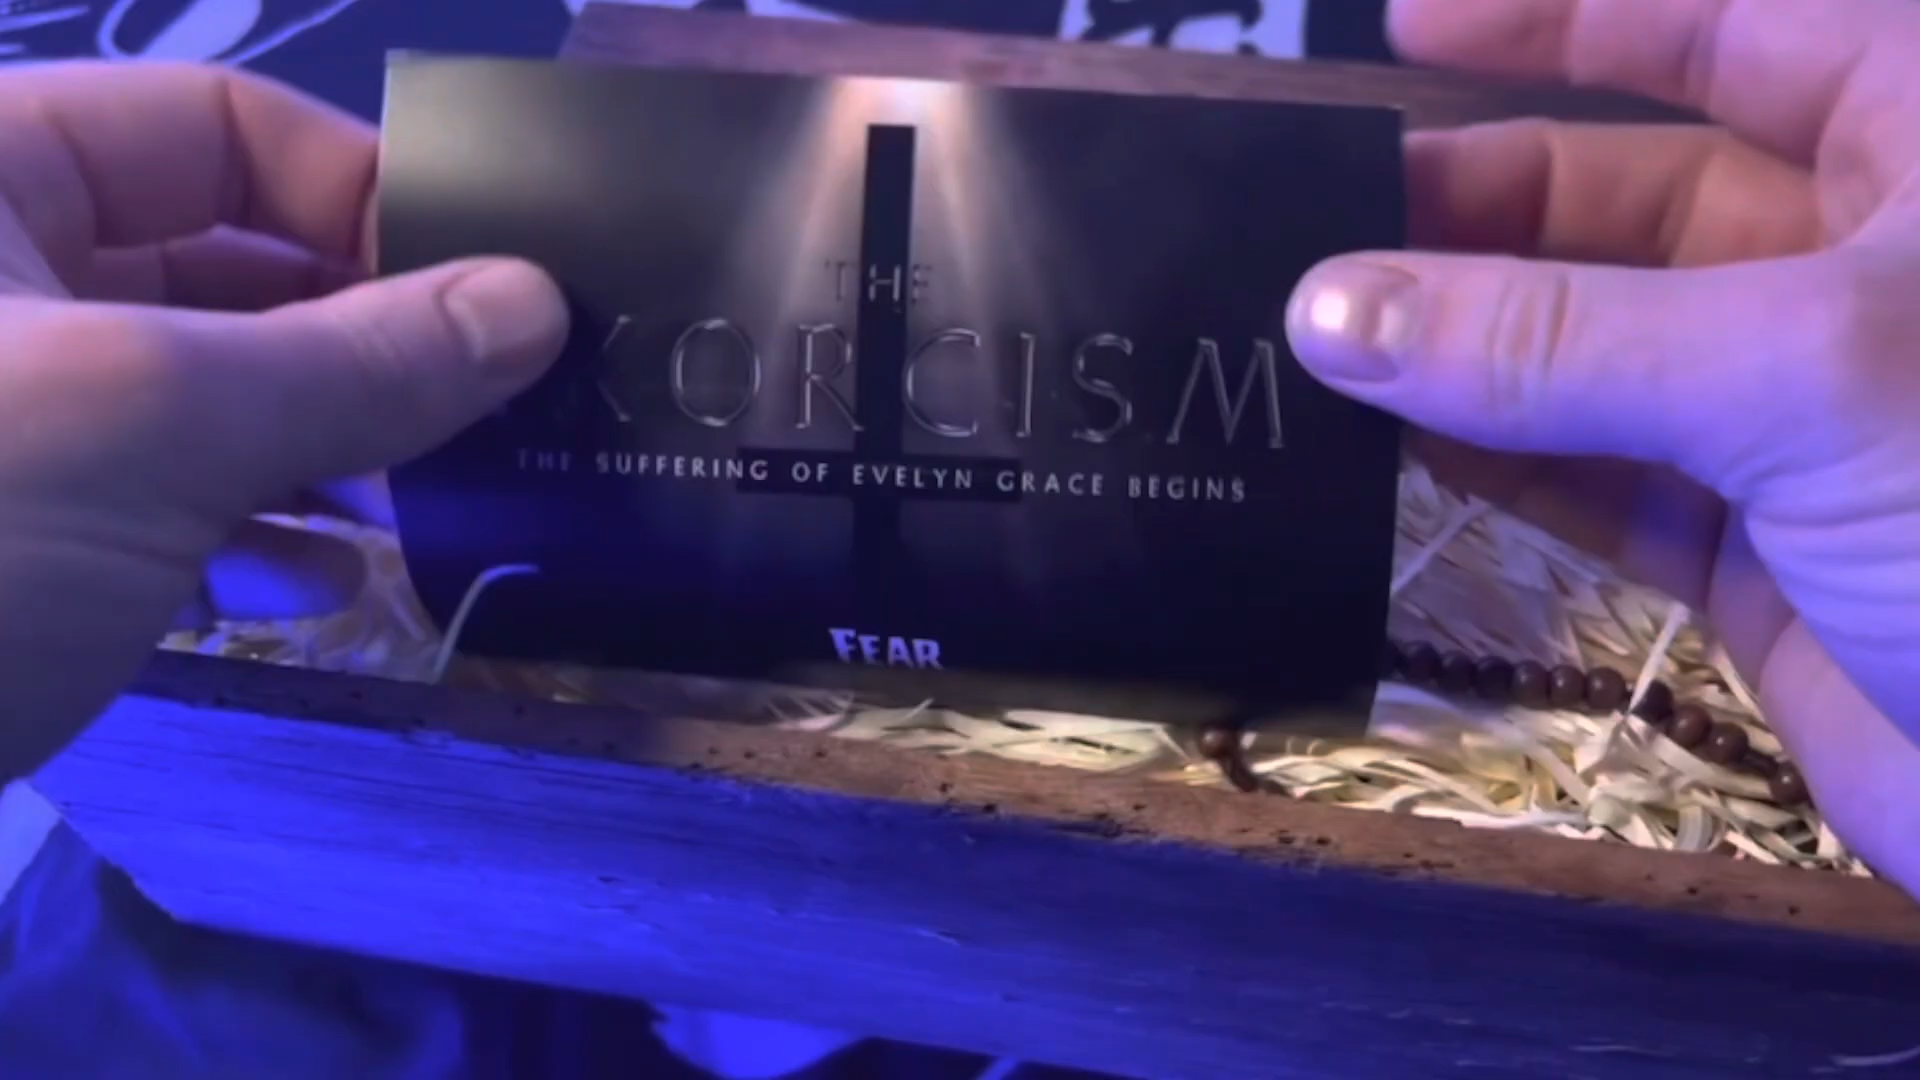 THE
XORCISM
THE SUFFERING OF EVELYN GRACE BEGINS
FEAR